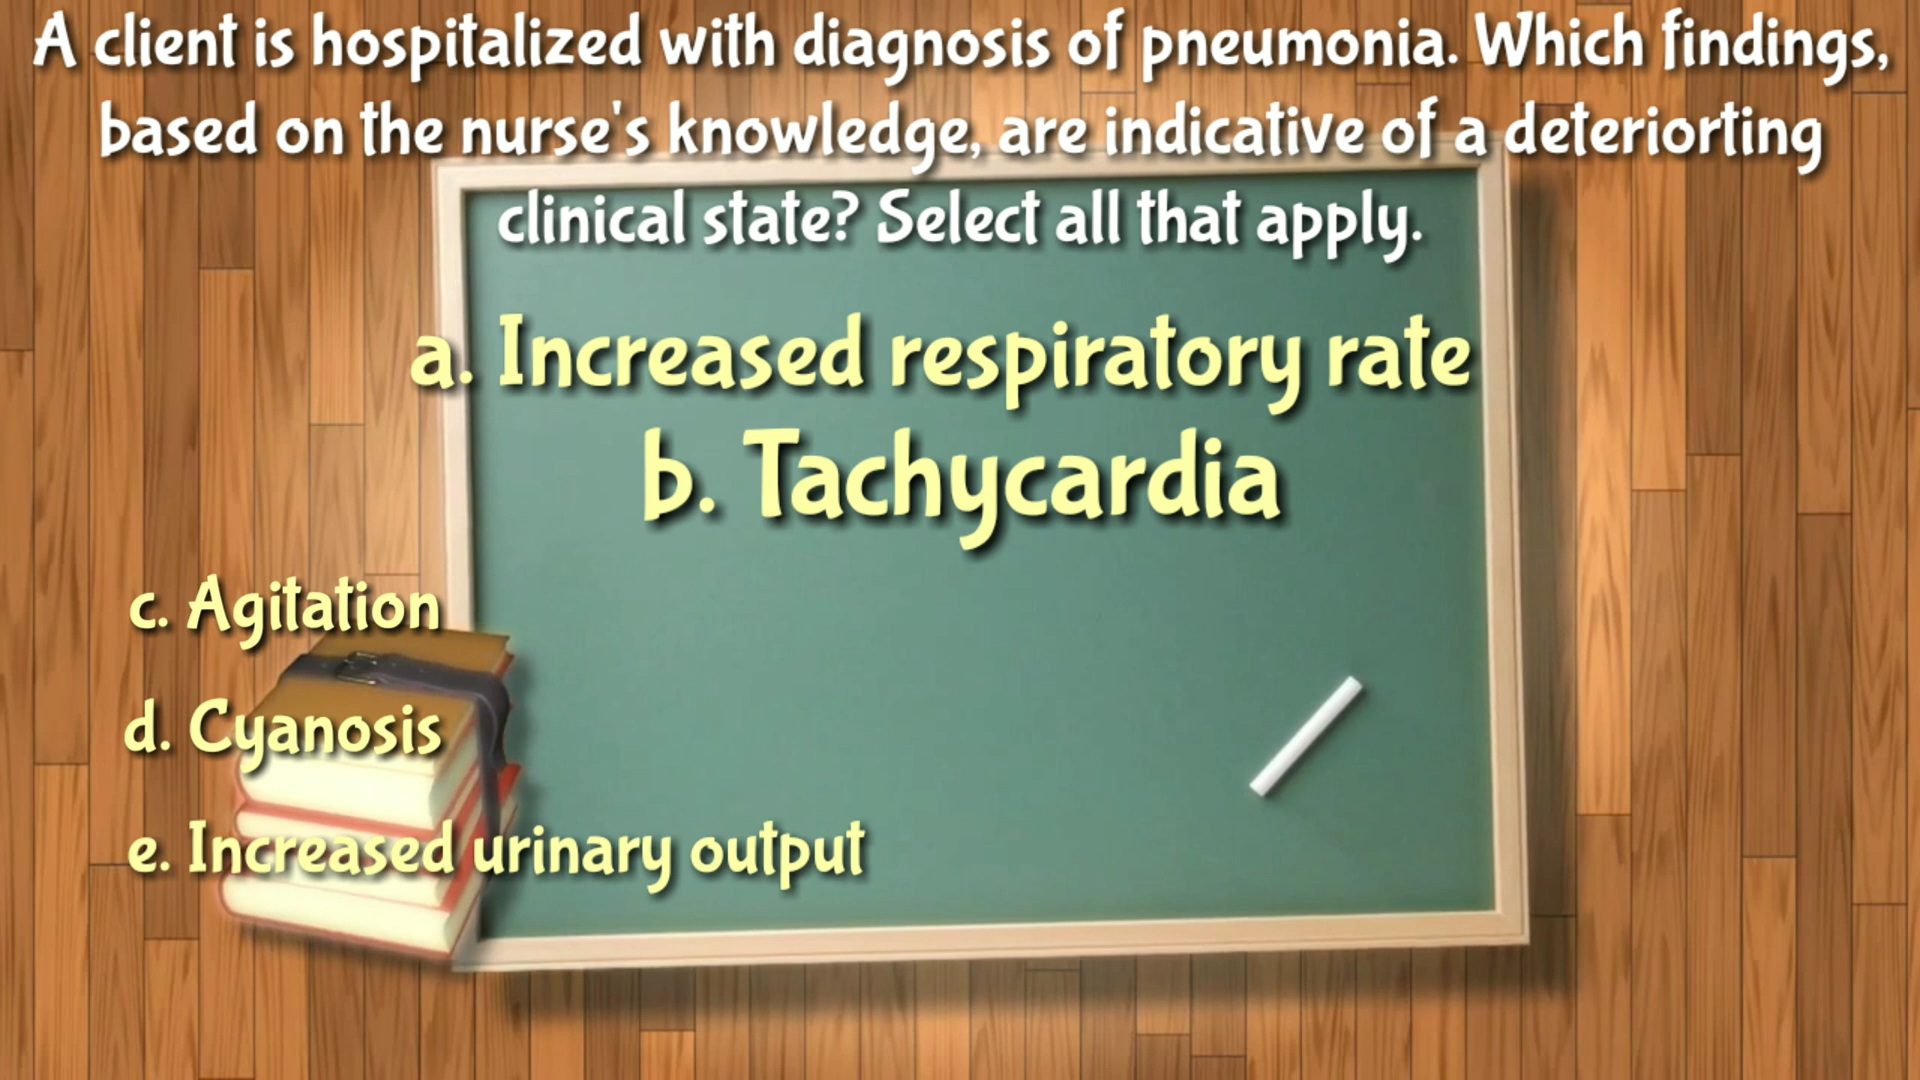 A client is hospitalized with diagnosis of pneumonia. Which findings,
based on the nurse's knowledge, are indicative of a deteriorting
clinical state? Select all that apply.
a. Increased respiratory rate
b. Tachycardia
c. Agitation
d. Cyanosis
e. Increased urinary output